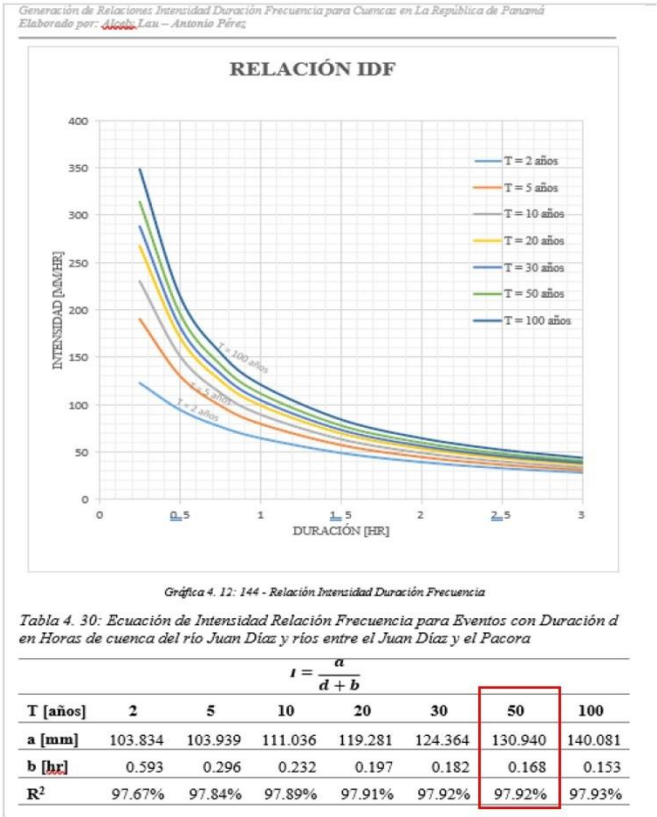 Generación de Relaciones Intensidad Duración Frecuencia para Cuencas en La República de Panamá
Elaborado por: Alcely Lau – Antonio Pérez
RELACIÓN IDF
400
350
300
250
200
150
100
50
0
INTENSIDAD [MM/HR]
T = 2 años
T = 5 años
T = 10 años
T = 20 años
T = 30 años
T = 50 años
T = 100 años
T = 100 años
T = 5 años
T = 2 años
0 0.5 1 1.5 2 2.5 3
DURACIÓN [HR]
Gráfica 4. 12: 144 - Relación Intensidad Duración Frecuencia
Tabla 4. 30: Ecuación de Intensidad Relación Frecuencia para Eventos con Duración d
en Horas de cuenca del río Juan Díaz y ríos entre el Juan Díaz y el Pacora
I = a / (d + b)
T [años] 2 5 10 20 30 50 100
a [mm] 103.834 103.939 111.036 119.281 124.364 130.940 140.081
b [hr] 0.593 0.296 0.232 0.197 0.182 0.168 0.153
R² 97.67% 97.84% 97.89% 97.91% 97.92% 97.92% 97.93%